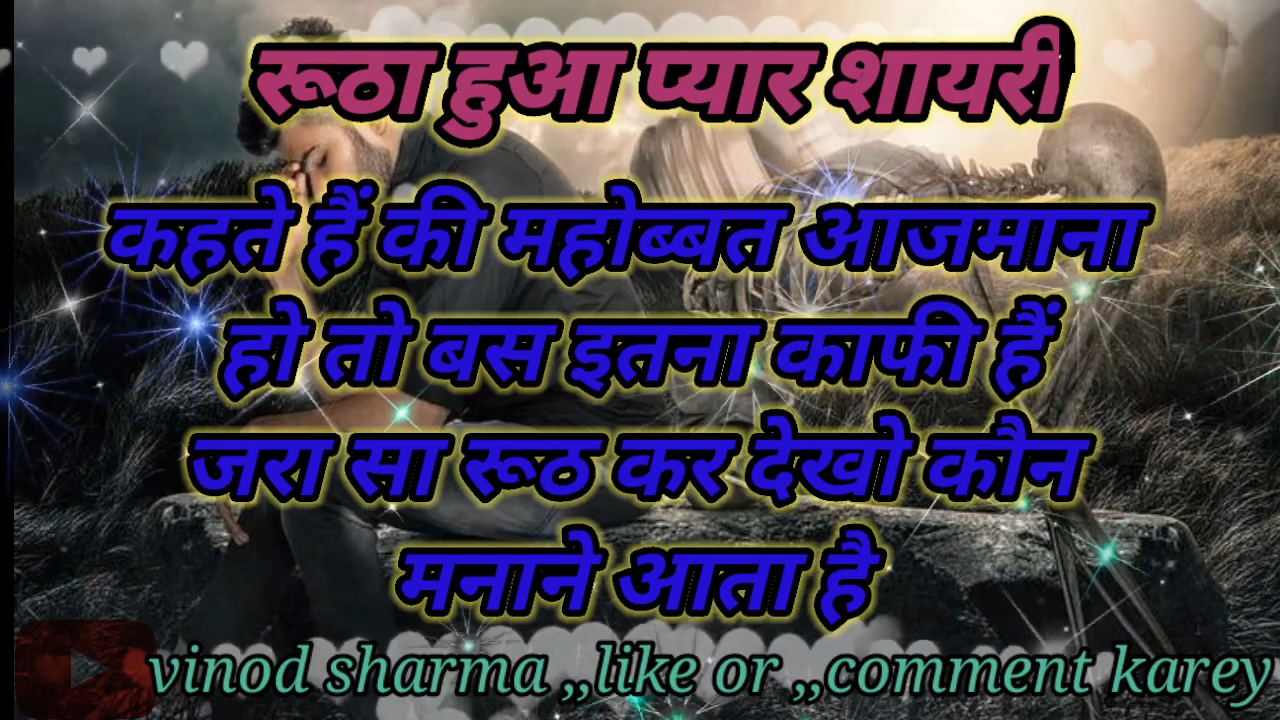 रूठा हुआ प्यार शायरी
कहते हैं की महोब्बत आजमाना
हो तो बस इतना काफी हैं
जरा सा रूठ कर देखो कौन
मनाने आता है
vinod sharma ,,like or ,,comment karey